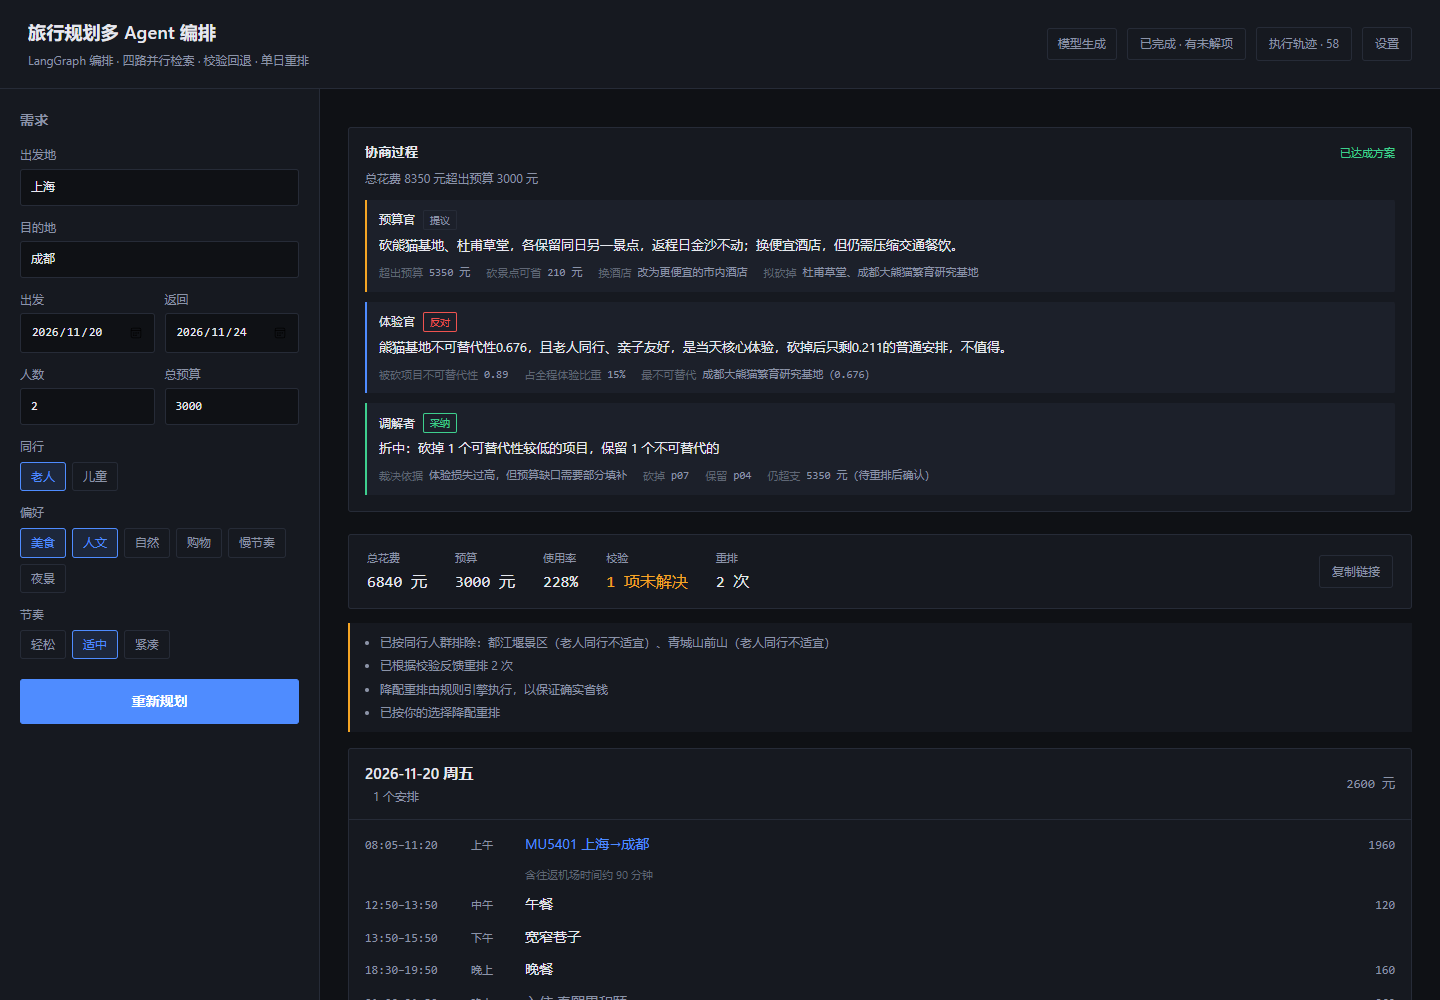 旅行规划多 Agent 编排
LangGraph 编排 · 四路并行检索 · 校验回退 · 单日重排
模型生成
已完成 · 有未解项
执行轨迹 · 58
设置
需求
出发地
上海
目的地
成都
出发
返回
2026/11/20
2026/11/24
人数
总预算
2
3000
同行
老人
儿童
偏好
美食
人文
自然
购物
慢节奏
夜景
节奏
轻松
适中
紧凑
重新规划
协商过程
已达成方案
总花费 8350 元超出预算 3000 元
预算官 提议
砍熊猫基地、杜甫草堂，各保留同日另一景点，返程日金沙不动；换便宜酒店，但仍需压缩交通餐饮。
超出预算 5350 元 砍景点可省 210 元 换酒店 改为更便宜的市内酒店 拟砍掉 杜甫草堂、成都大熊猫繁育研究基地
体验官 反对
熊猫基地不可替代性0.676，且老人同行、亲子友好，是当天核心体验，砍掉后只剩0.211的普通安排，不值得。
被砍项目不可替代性 0.89 占全程体验比重 15% 最不可替代 成都大熊猫繁育研究基地（0.676）
调解者 采纳
折中：砍掉 1 个可替代性较低的项目，保留 1 个不可替代的
裁决依据 体验损失过高，但预算缺口需要部分填补 砍掉 p07 保留 p04 仍超支 5350 元（待重排后确认）
总花费
预算
使用率
校验
重排
6840 元
3000 元
228%
1 项未解决
2 次
复制链接
已按同行人群排除：都江堰景区（老人同行不适宜）、青城山前山（老人同行不适宜）
已根据校验反馈重排 2 次
降配重排由规则引擎执行，以保证确实省钱
已按你的选择降配重排
2026-11-20 周五
1 个安排
2600 元
08:05–11:20 上午 MU5401 上海→成都 1960
含往返机场时间约 90 分钟
12:50–13:50 中午 午餐 120
13:50–15:50 下午 宽窄巷子
18:30–19:50 晚上 晚餐 160